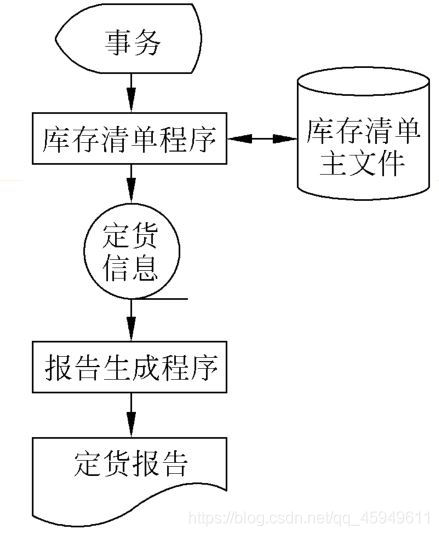 事务
库存清单程序
库存清单
主文件
定货
信息
报告生成程序
定货报告
https://blog.csdn.net/qq_45949611